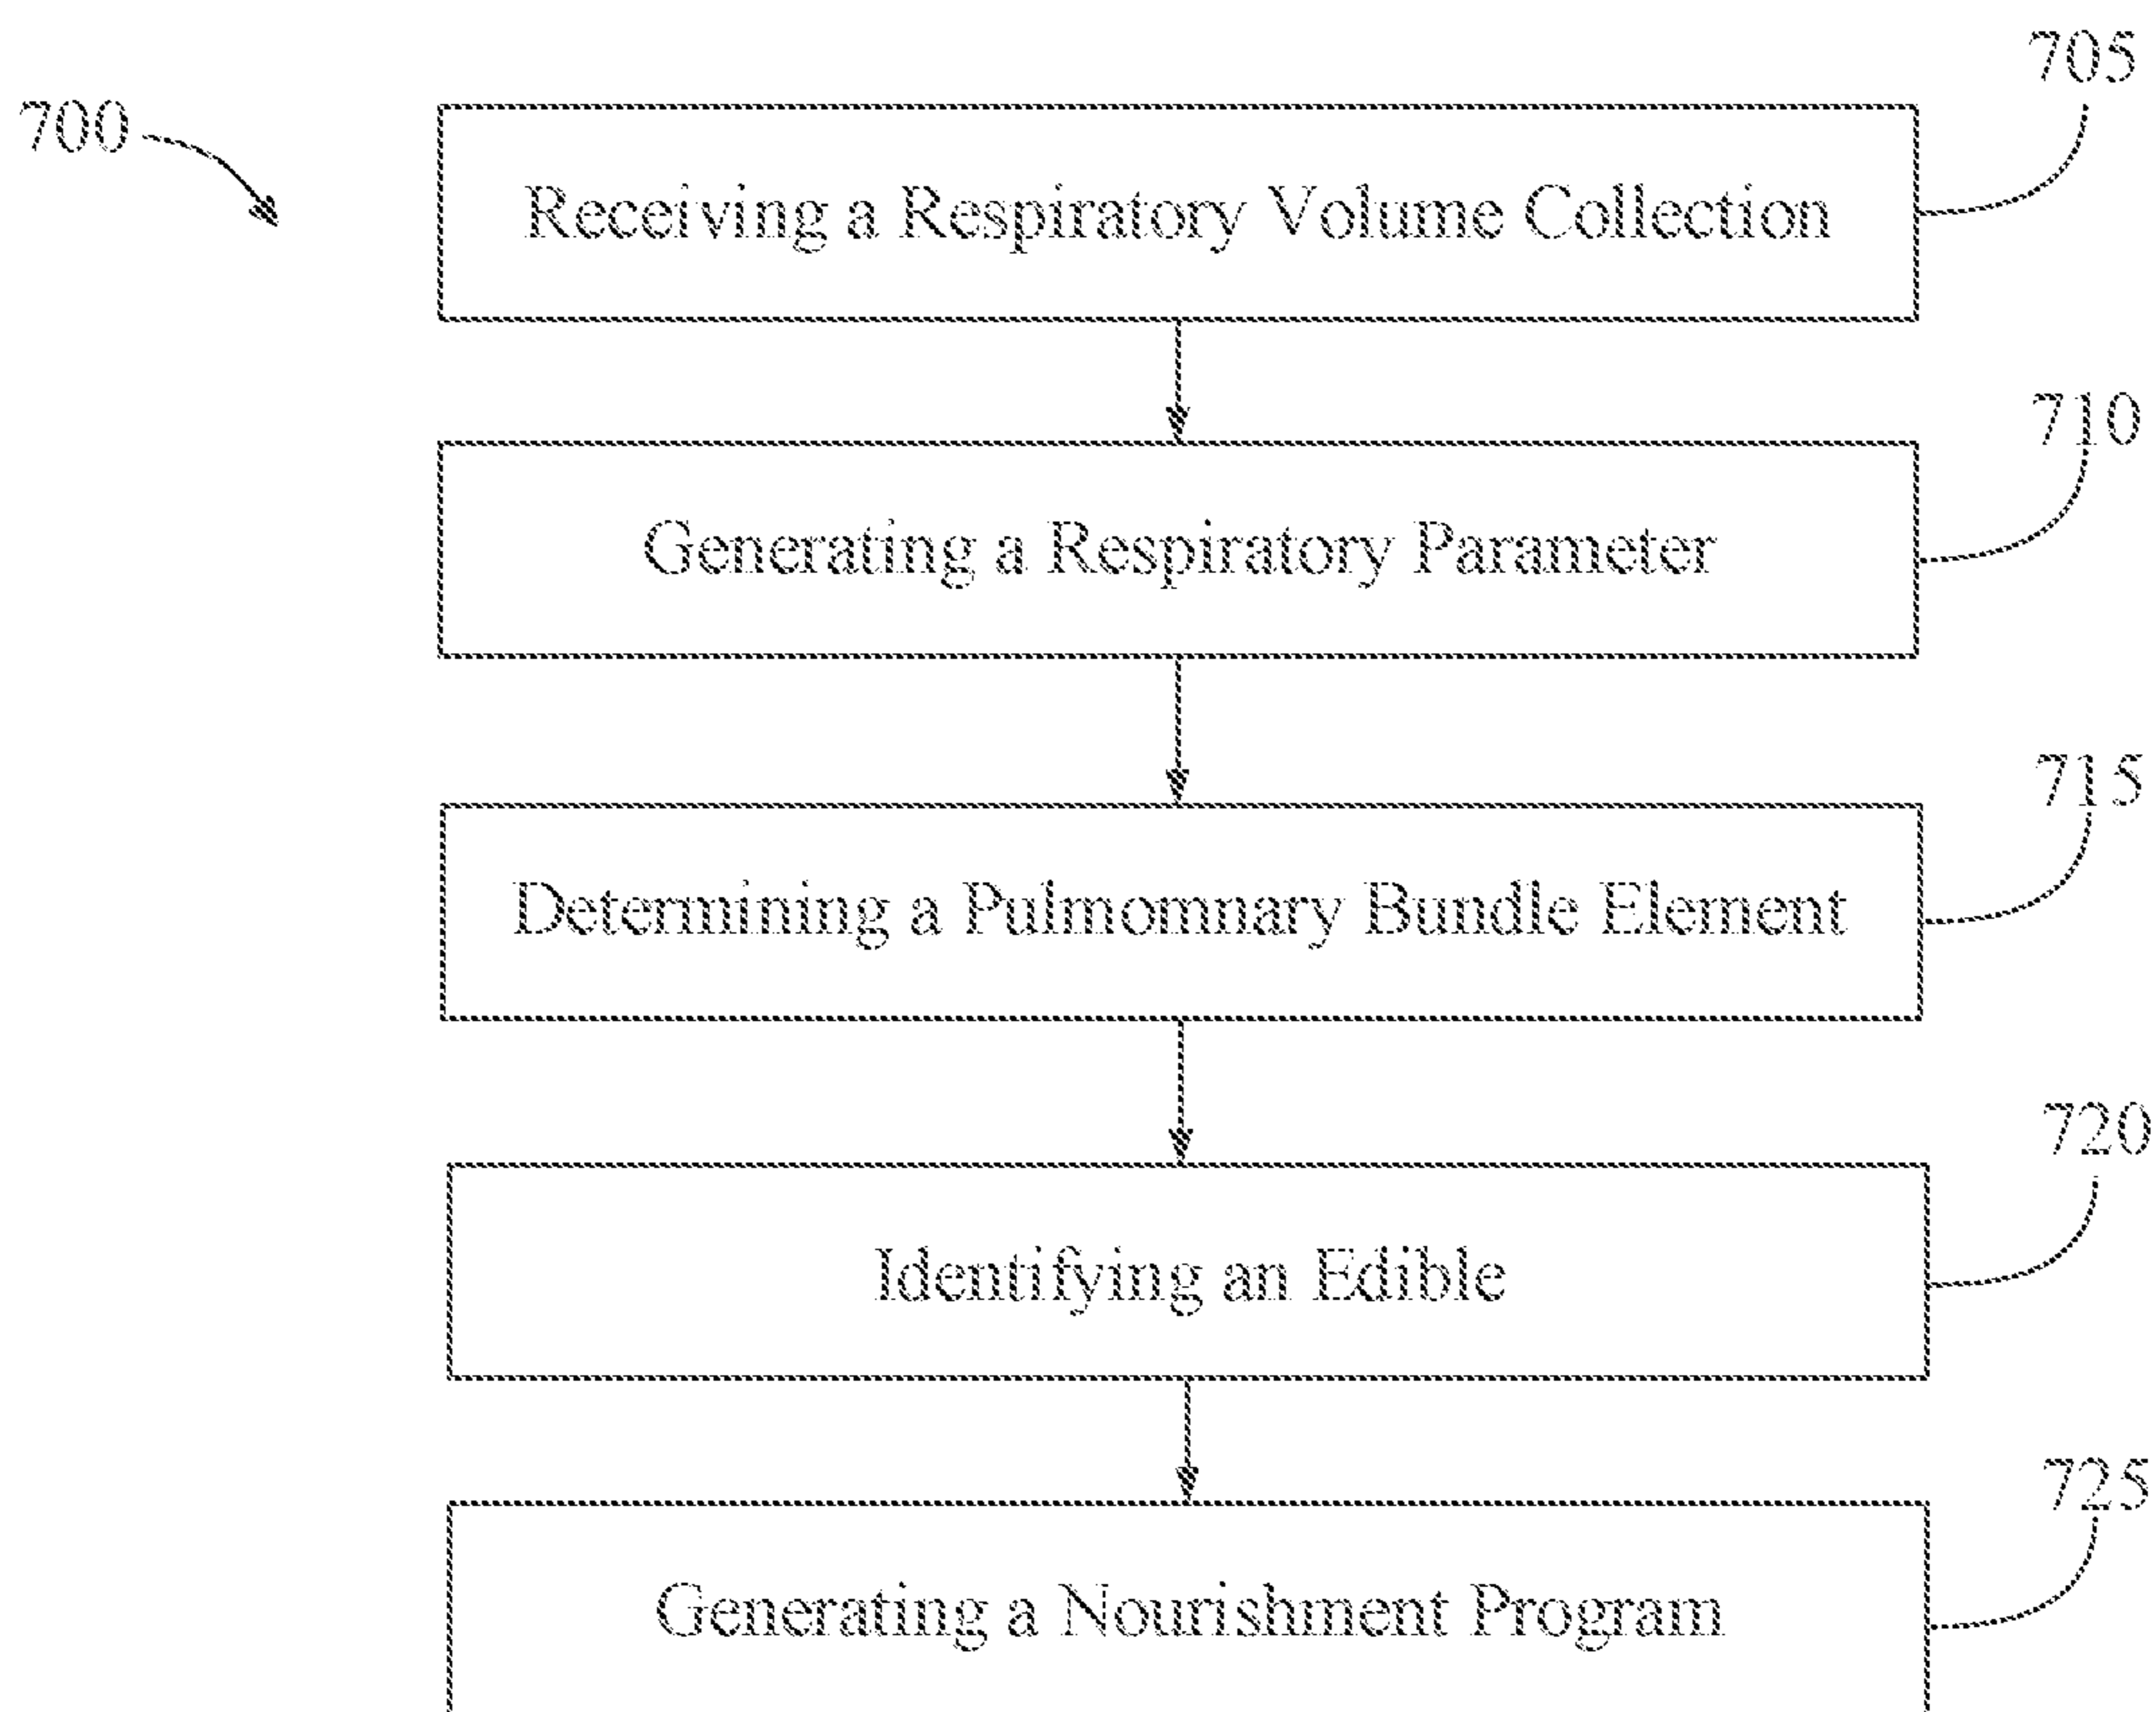 705
700
Receiving a Respiratory Volume Collection
710
Generating a Respiratory Parameter
715
Determining a Pulmomnary Bundle Element
720
Identifying an Edible
725
Generating a Nourishment Program